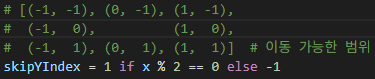 # [(-1, -1), (0, -1), (1, -1),
#  (-1,  0),          (1,  0),
#  (-1,  1), (0,  1), (1,  1)]  # 이동 가능한 범위
skipYIndex = 1 if x % 2 == 0 else -1